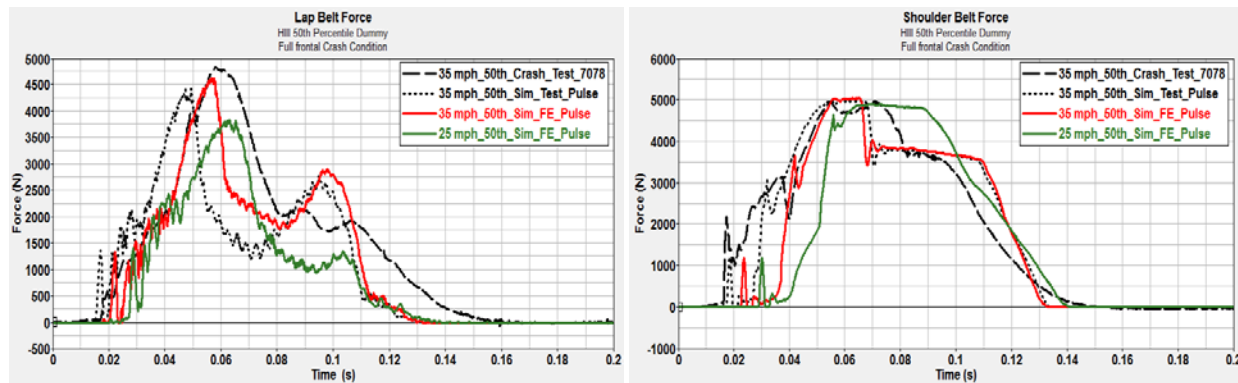 Lap Belt Force
HIII 50th Percentile Dummy
Full frontal Crash Condition
5000
4500
4000
3500
3000
2500
2000
1500
1000
500
0
-500
Force (N)
35 mph_50th_Crash_Test_7078
35 mph_50th_Sim_Test_Pulse
35 mph_50th_Sim_FE_Pulse
25 mph_50th_Sim_FE_Pulse
0 0.02 0.04 0.06 0.08 0.1 0.12 0.14 0.16 0.18 0.2
Time (s)
Shoulder Belt Force
HIII 50th Percentile Dummy
Full frontal Crash Condition
6000
5000
4000
3000
2000
1000
0
-1000
Force (N)
35 mph_50th_Crash_Test_7078
35 mph_50th_Sim_Test_Pulse
35 mph_50th_Sim_FE_Pulse
25 mph_50th_Sim_FE_Pulse
0 0.02 0.04 0.06 0.08 0.1 0.12 0.14 0.16 0.18 0.2
Time (s)